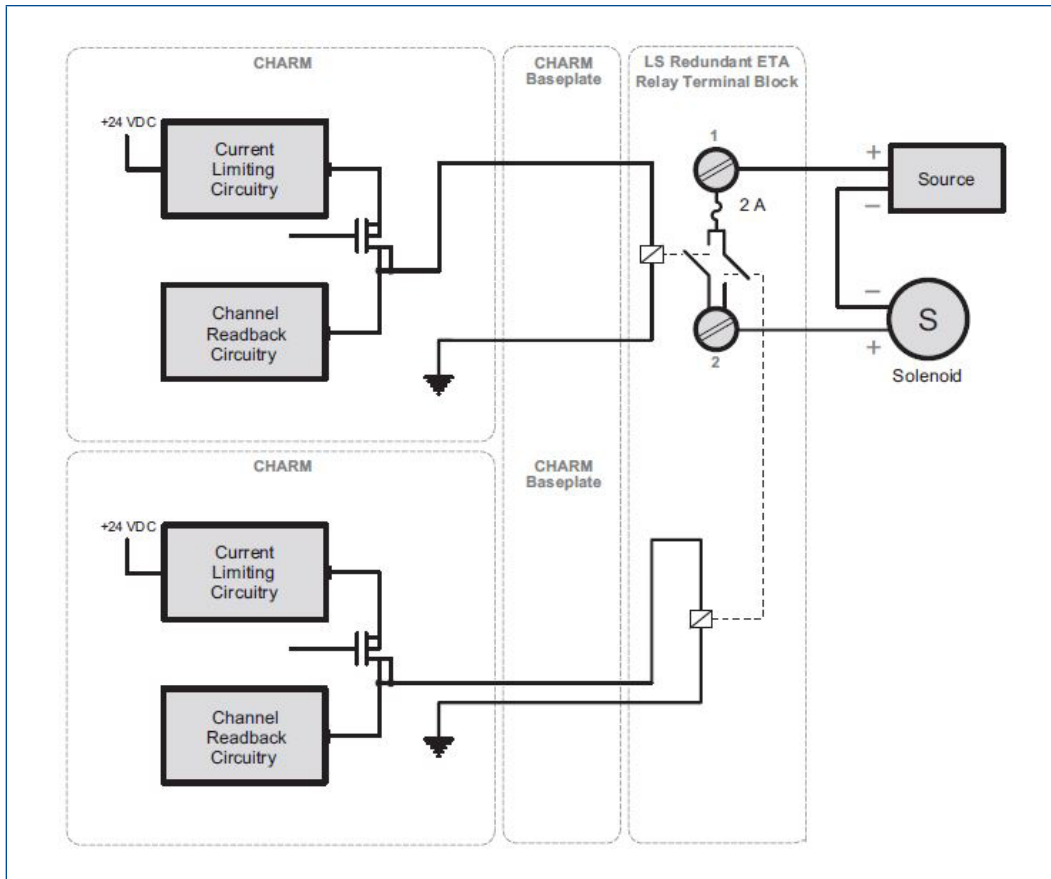 CHARM
CHARM
Baseplate
LS Redundant ETA
Relay Terminal Block
+24 VDC
Current
Limiting
Circuitry
Channel
Readback
Circuitry
1
2 A
2
+
Source
−
−
S
+
Solenoid
CHARM
CHARM
Baseplate
+24 VDC
Current
Limiting
Circuitry
Channel
Readback
Circuitry